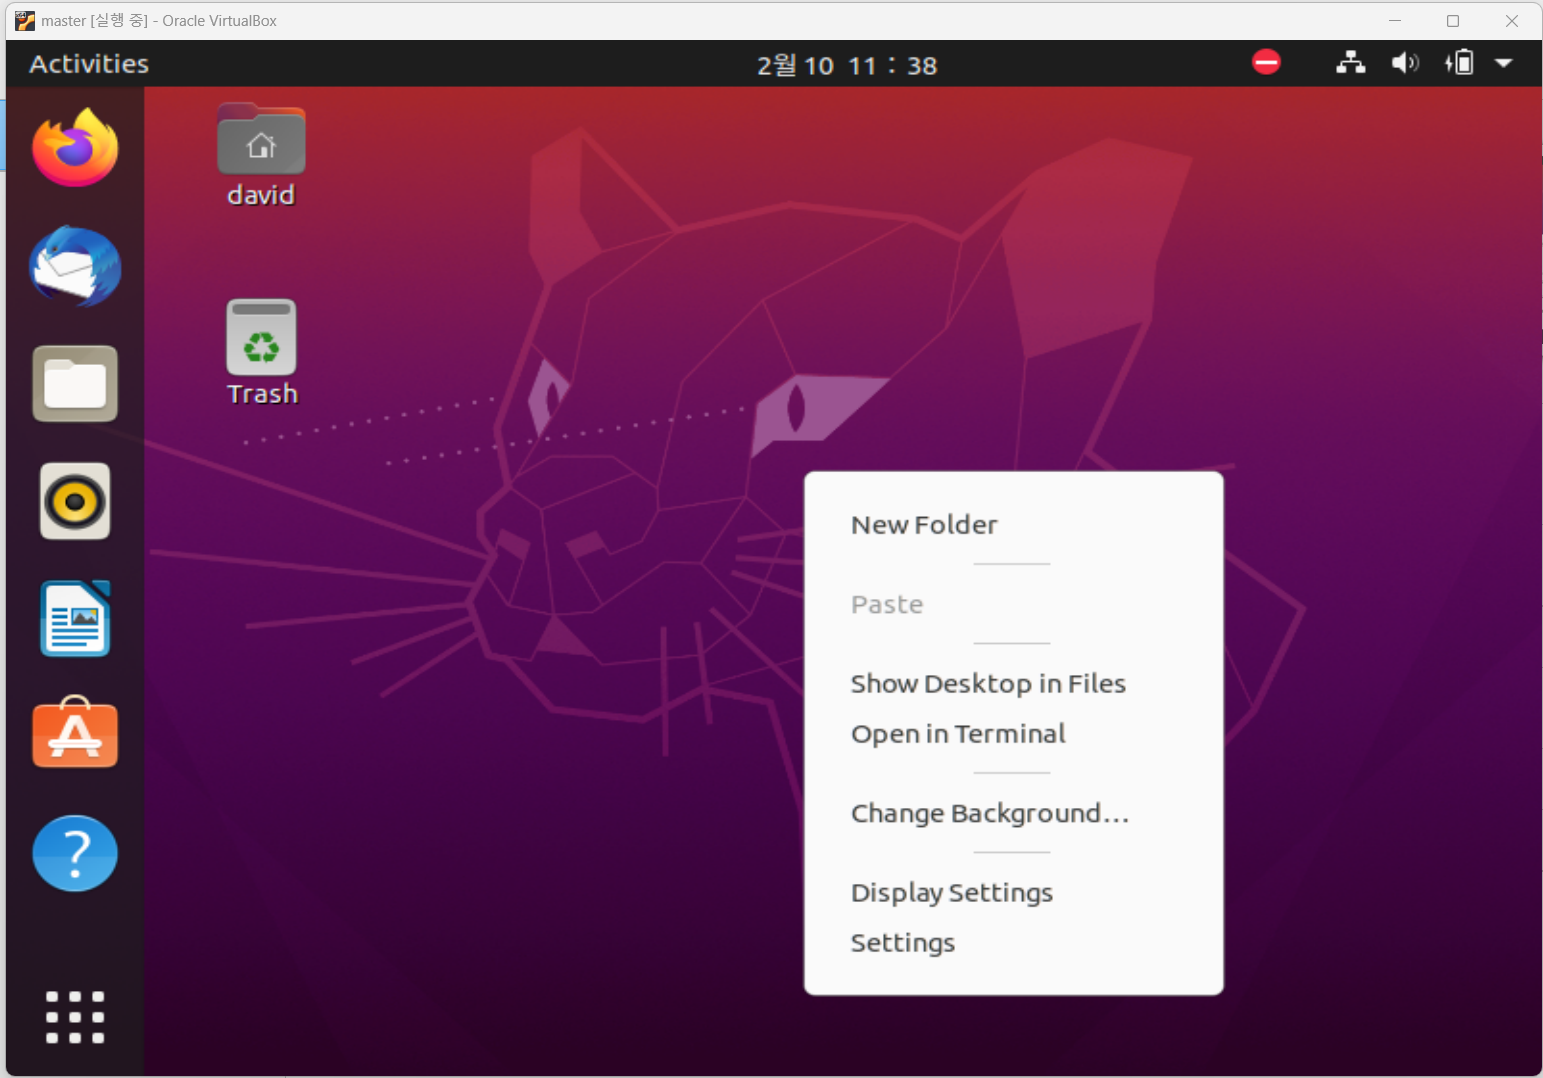 master [실행 중] - Oracle VirtualBox
Activities
2월 10 11 : 38
david
Trash
New Folder
Paste
Show Desktop in Files
Open in Terminal
Change Background...
Display Settings
Settings